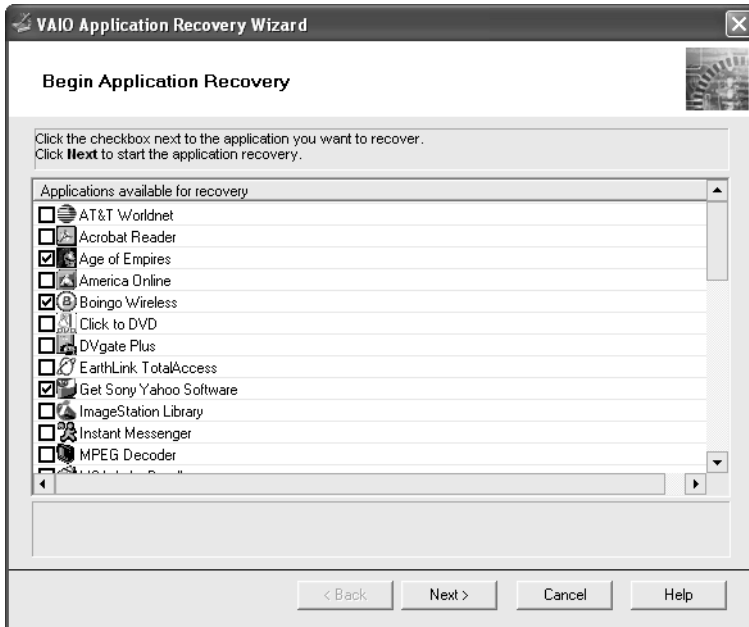 VAIO Application Recovery Wizard
Begin Application Recovery
Click the checkbox next to the application you want to recover.
Click Next to start the application recovery.
Applications available for recovery
AT&T Worldnet
Acrobat Reader
Age of Empires
America Online
Boingo Wireless
Click to DVD
DVgate Plus
EarthLink TotalAccess
Get Sony Yahoo Software
ImageStation Library
Instant Messenger
MPEG Decoder
< Back
Next >
Cancel
Help